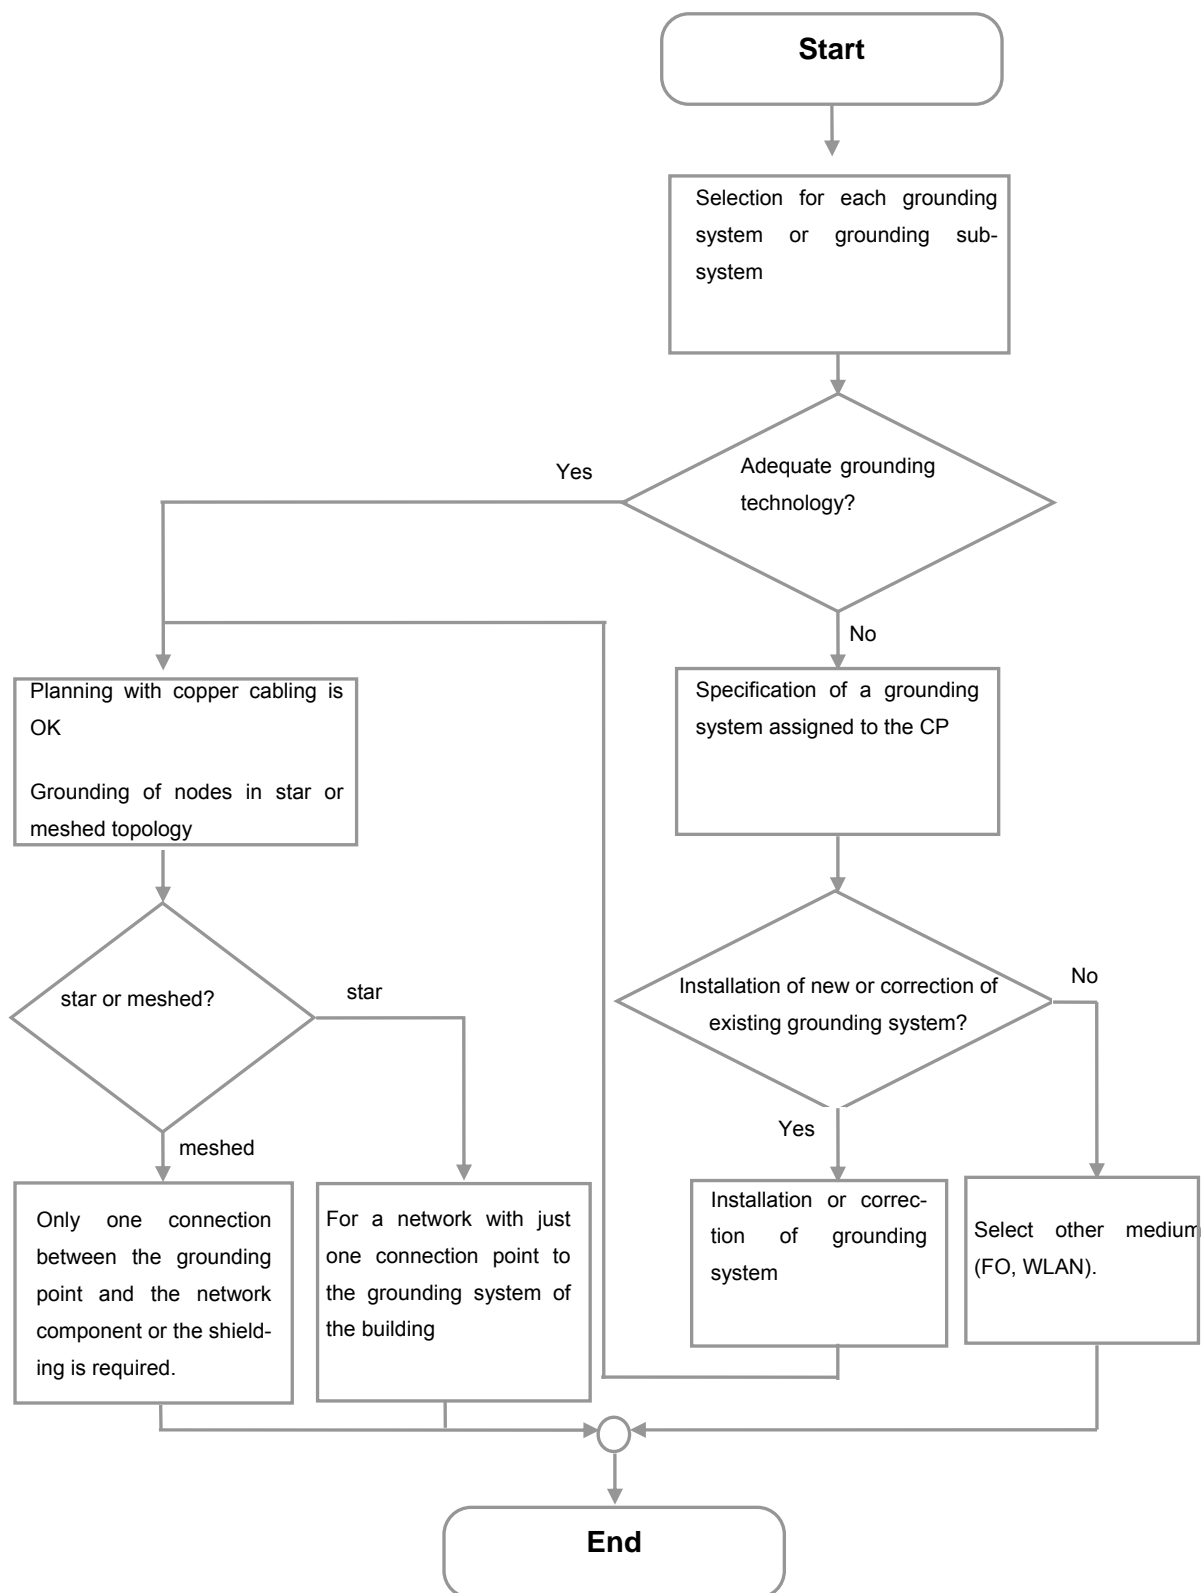 Start
Selection for each grounding
system or grounding sub-
system
Adequate grounding
technology?
Yes
No
Planning with copper cabling is
OK
Grounding of nodes in star or
meshed topology
Specification of a grounding
system assigned to the CP
star or meshed?
star
meshed
Installation of new or correction of
existing grounding system?
No
Yes
Only one connection
between the grounding
point and the network
component or the shield-
ing is required.
For a network with just
one connection point to
the grounding system of
the building
Installation or correc-
tion of grounding
system
Select other medium
(FO, WLAN).
End